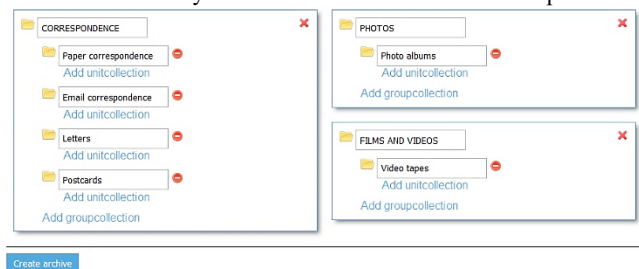 CORRESPONDENCE
Paper correspondence
Add unitcollection
Email correspondence
Add unitcollection
Letters
Add unitcollection
Postcards
Add unitcollection
Add groupcollection
PHOTOS
Photo albums
Add unitcollection
Add groupcollection
FILMS AND VIDEOS
Video tapes
Add unitcollection
Add groupcollection
Create archive